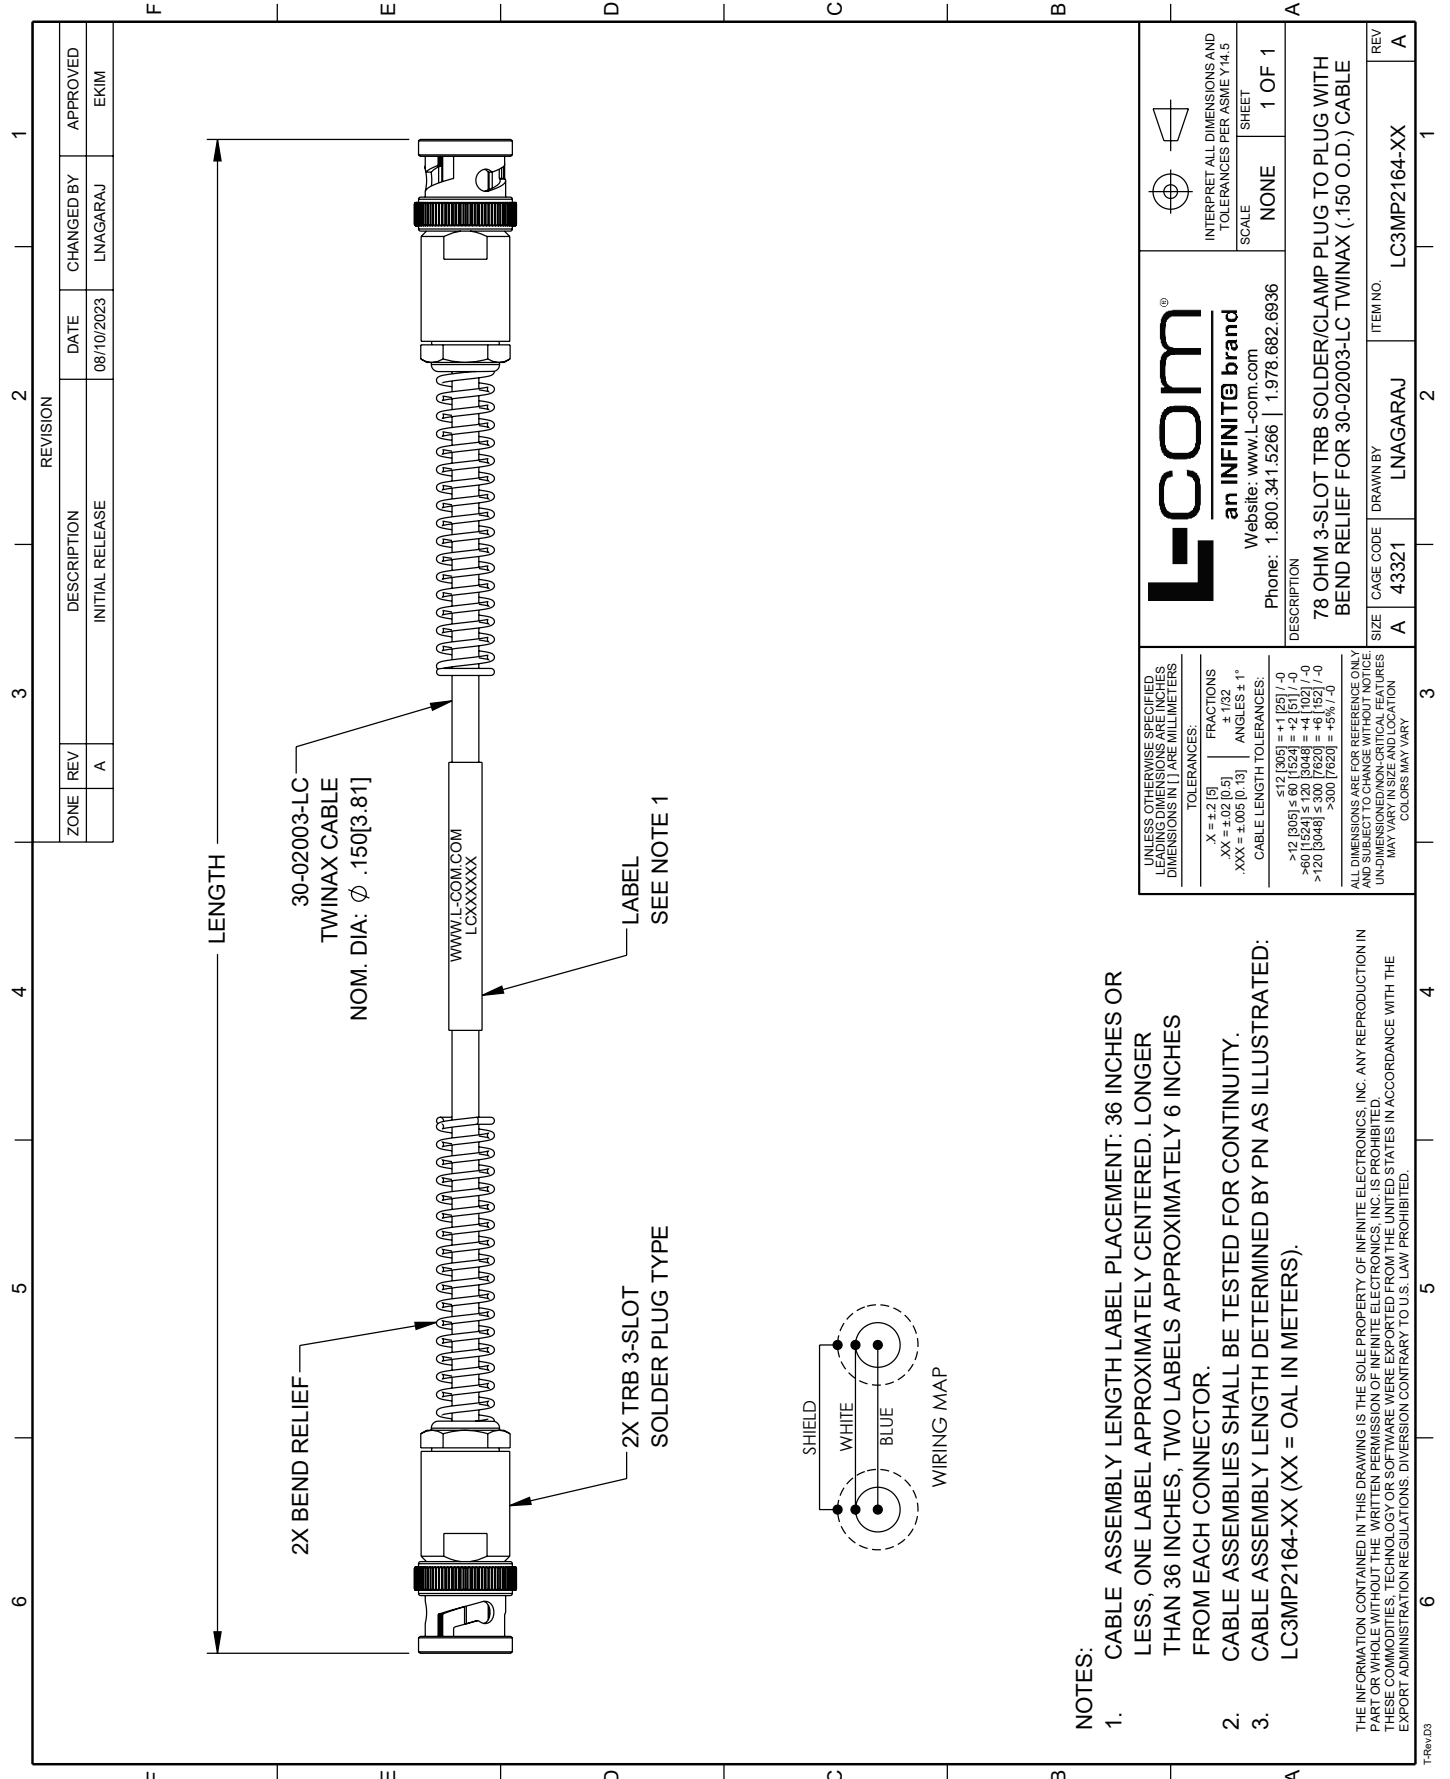 REVISION
ZONE REV DESCRIPTION DATE CHANGED BY APPROVED
A INITIAL RELEASE 08/10/2023 LNAGARAJ EKIM
6 5 4 3 2 1
F
E
D
C
B
A
LENGTH
30-02003-LC
TWINAX CABLE
NOM. DIA: ∅ .150[3.81]
2X BEND RELIEF
WWW.L-COM.COM
LCXXXXXX
LABEL
SEE NOTE 1
2X TRB 3-SLOT
SOLDER PLUG TYPE
SHIELD
WHITE
BLUE
WIRING MAP
NOTES:
1. CABLE ASSEMBLY LENGTH LABEL PLACEMENT: 36 INCHES OR
LESS, ONE LABEL APPROXIMATELY CENTERED. LONGER
THAN 36 INCHES, TWO LABELS APPROXIMATELY 6 INCHES
FROM EACH CONNECTOR.
2. CABLE ASSEMBLIES SHALL BE TESTED FOR CONTINUITY.
3. CABLE ASSEMBLY LENGTH DETERMINED BY PN AS ILLUSTRATED:
LC3MP2164-XX (XX = OAL IN METERS).
THE INFORMATION CONTAINED IN THIS DRAWING IS THE SOLE PROPERTY OF INFINITE ELECTRONICS, INC. ANY REPRODUCTION IN
PART OR WHOLE WITHOUT THE WRITTEN PERMISSION OF INFINITE ELECTRONICS, INC. IS PROHIBITED.
THESE COMMODITIES, TECHNOLOGY OR SOFTWARE WERE EXPORTED FROM THE UNITED STATES IN ACCORDANCE WITH THE
EXPORT ADMINISTRATION REGULATIONS. DIVERSION CONTRARY TO U.S. LAW PROHIBITED.
UNLESS OTHERWISE SPECIFIED
LEADING DIMENSIONS ARE INCHES
DIMENSIONS IN [ ] ARE MILLIMETERS
TOLERANCES:
.X = ±.2 [5] FRACTIONS
.XX = ±.02 [0.5] ± 1/32
.XXX = ±.005 [0.13] ANGLES ± 1°
CABLE LENGTH TOLERANCES:
≤12 [305] = +1 [25] / -0
>12 [305] ≤ 60 [1524] = +2 [51] / -0
>60 [1524] ≤ 120 [3048] = +4 [102] / -0
>120 [3048] ≤ 300 [7620] = +6 [152] / -0
>300 [7620] = +5% / -0
ALL DIMENSIONS ARE FOR REFERENCE ONLY
AND SUBJECT TO CHANGE WITHOUT NOTICE.
UN-DIMENSIONED/NON-CRITICAL FEATURES
MAY VARY IN SIZE AND LOCATION
COLORS MAY VARY
L-com®
an INFINITe brand
Website: www.L-com.com
Phone: 1.800.341.5266 | 1.978.682.6936
INTERPRET ALL DIMENSIONS AND
TOLERANCES PER ASME Y14.5
SCALE NONE
SHEET 1 OF 1
DESCRIPTION
78 OHM 3-SLOT TRB SOLDER/CLAMP PLUG TO PLUG WITH
BEND RELIEF FOR 30-02003-LC TWINAX (.150 O.D.) CABLE
SIZE CAGE CODE DRAWN BY ITEM NO. REV
A 43321 LNAGARAJ LC3MP2164-XX A
6 5 4 3 2 1
T-Rev.D3